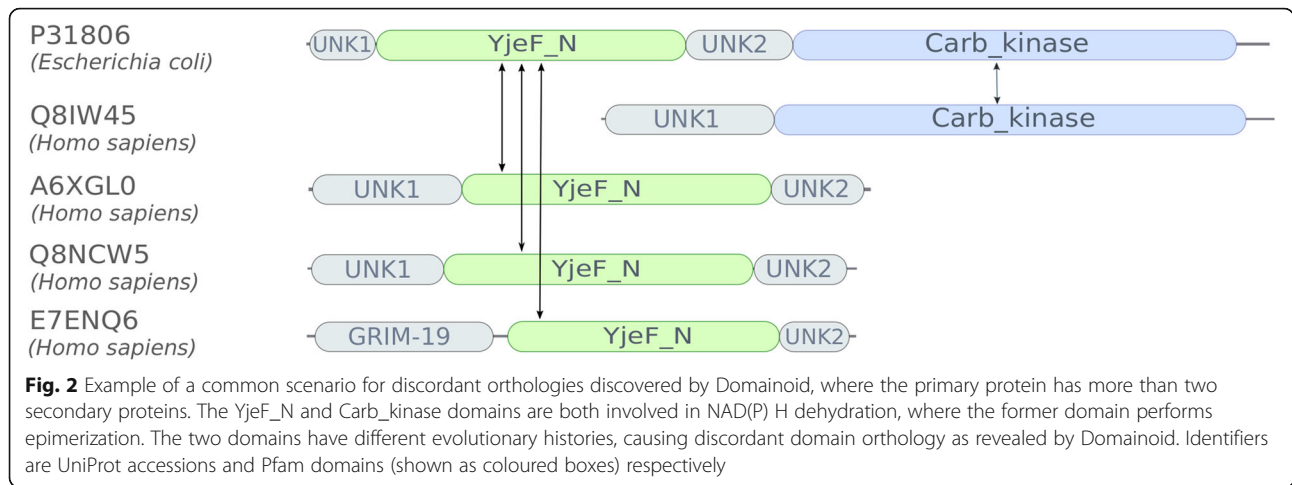 P31806
(Escherichia coli)
UNK1 YjeF_N UNK2 Carb_kinase
Q8IW45
(Homo sapiens)
UNK1 Carb_kinase
A6XGL0
(Homo sapiens)
UNK1 YjeF_N UNK2
Q8NCW5
(Homo sapiens)
UNK1 YjeF_N UNK2
E7ENQ6
(Homo sapiens)
GRIM-19 YjeF_N UNK2
Fig. 2 Example of a common scenario for discordant orthologies discovered by Domainoid, where the primary protein has more than two
secondary proteins. The YjeF_N and Carb_kinase domains are both involved in NAD(P) H dehydration, where the former domain performs
epimerization. The two domains have different evolutionary histories, causing discordant domain orthology as revealed by Domainoid. Identifiers
are UniProt accessions and Pfam domains (shown as coloured boxes) respectively